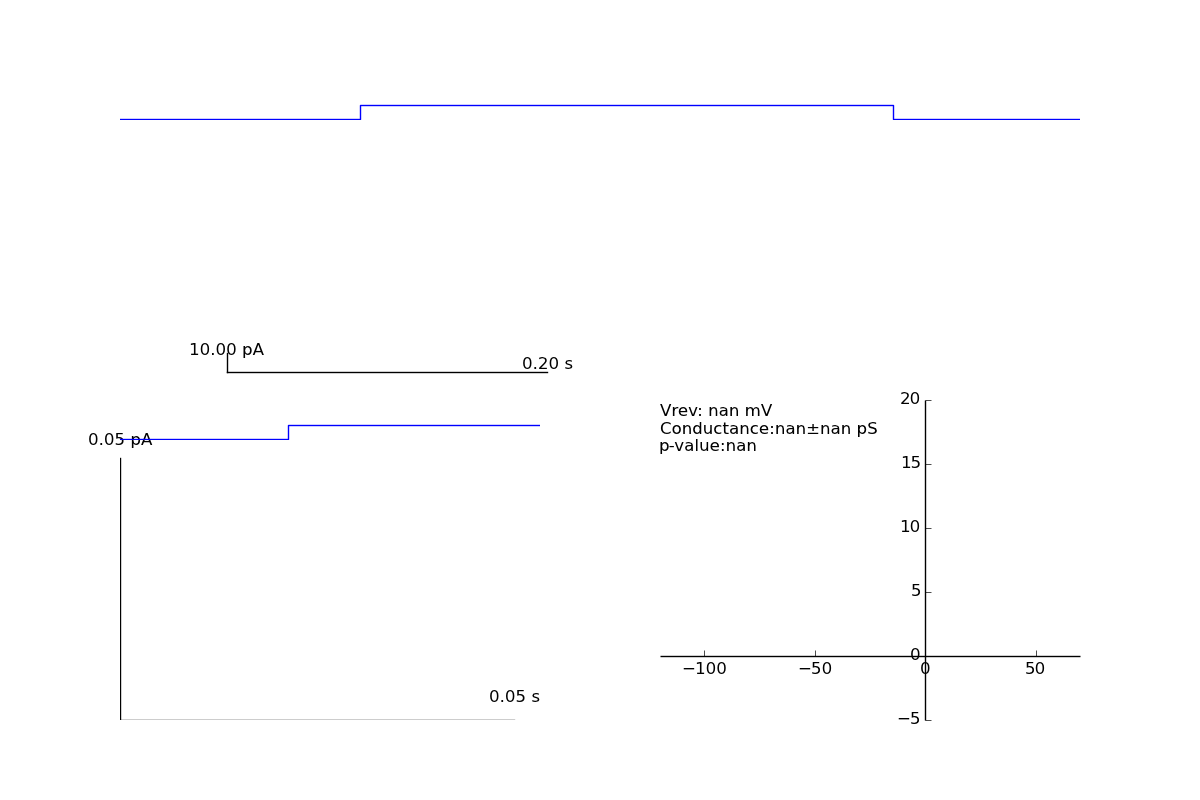 10.00 pA
0.20 s
0.05 pA
0.05 s
Vrev: nan mV
Conductance:nan±nan pS
p-value:nan
20
15
10
5
0
−5
−100 −50 0 50